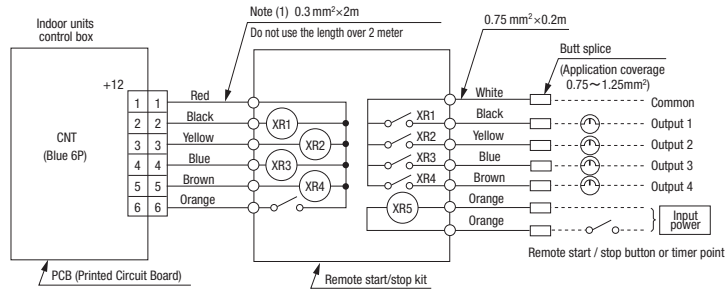 Note (1) 0.3 mm²×2m
Do not use the length over 2 meter
0.75 mm²×0.2m
Indoor units
control box
Butt splice
(Application coverage
0.75～1.25mm²)
+12
CNT
(Blue 6P)
1 1 Red
2 2 Black
3 3 Yellow
4 4 Blue
5 5 Brown
6 6 Orange
XR1
XR2
XR3
XR4
XR1
XR2
XR3
XR4
XR5
White Common
Black Output 1
Yellow Output 2
Blue Output 3
Brown Output 4
Orange
Orange
Input
power
Remote start / stop button or timer point
PCB (Printed Circuit Board)
Remote start/stop kit